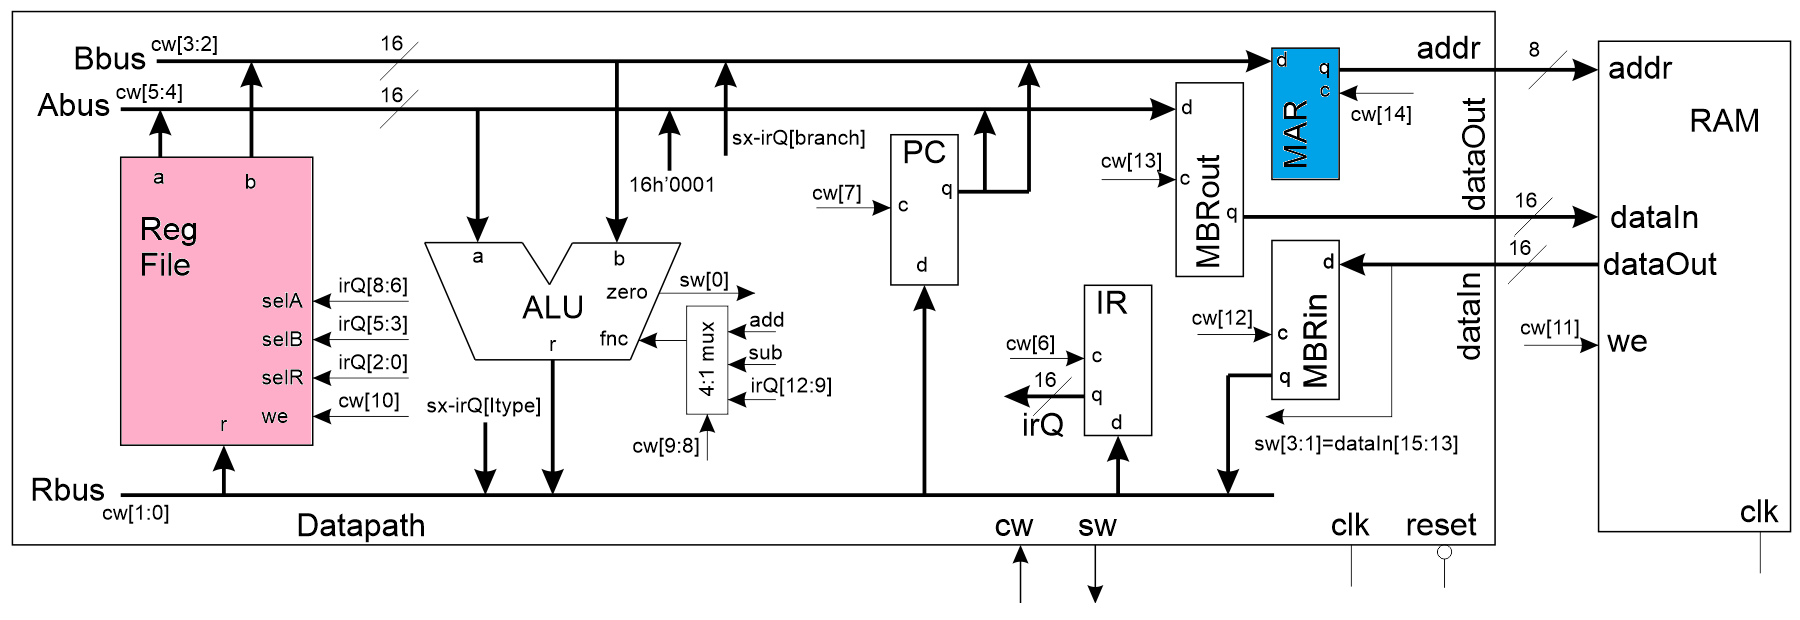 Bbus cw[3:2] 16
Abus cw[5:4] 16
a b
Reg
File
selA irQ[8:6]
selB irQ[5:3]
selR irQ[2:0]
we cw[10]
r
a b
ALU
zero sw[0]
fnc
r
4:1 mux
add
sub
irQ[12:9]
cw[9:8]
sx-irQ[Itype]
16h'0001
sx-irQ[branch]
PC
q
c
d
cw[7]
IR
c
q
d
cw[6]
16
irQ
d
c
q
MBRout
cw[13]
d
q
c
MAR
cw[14]
d
c
q
MBRin
cw[12]
sw[3:1]=dataIn[15:13]
addr 8
dataOut 16
dataIn 16
addr
RAM
dataIn
dataOut
cw[11] we
clk
Rbus
cw[1:0]
Datapath cw sw clk reset